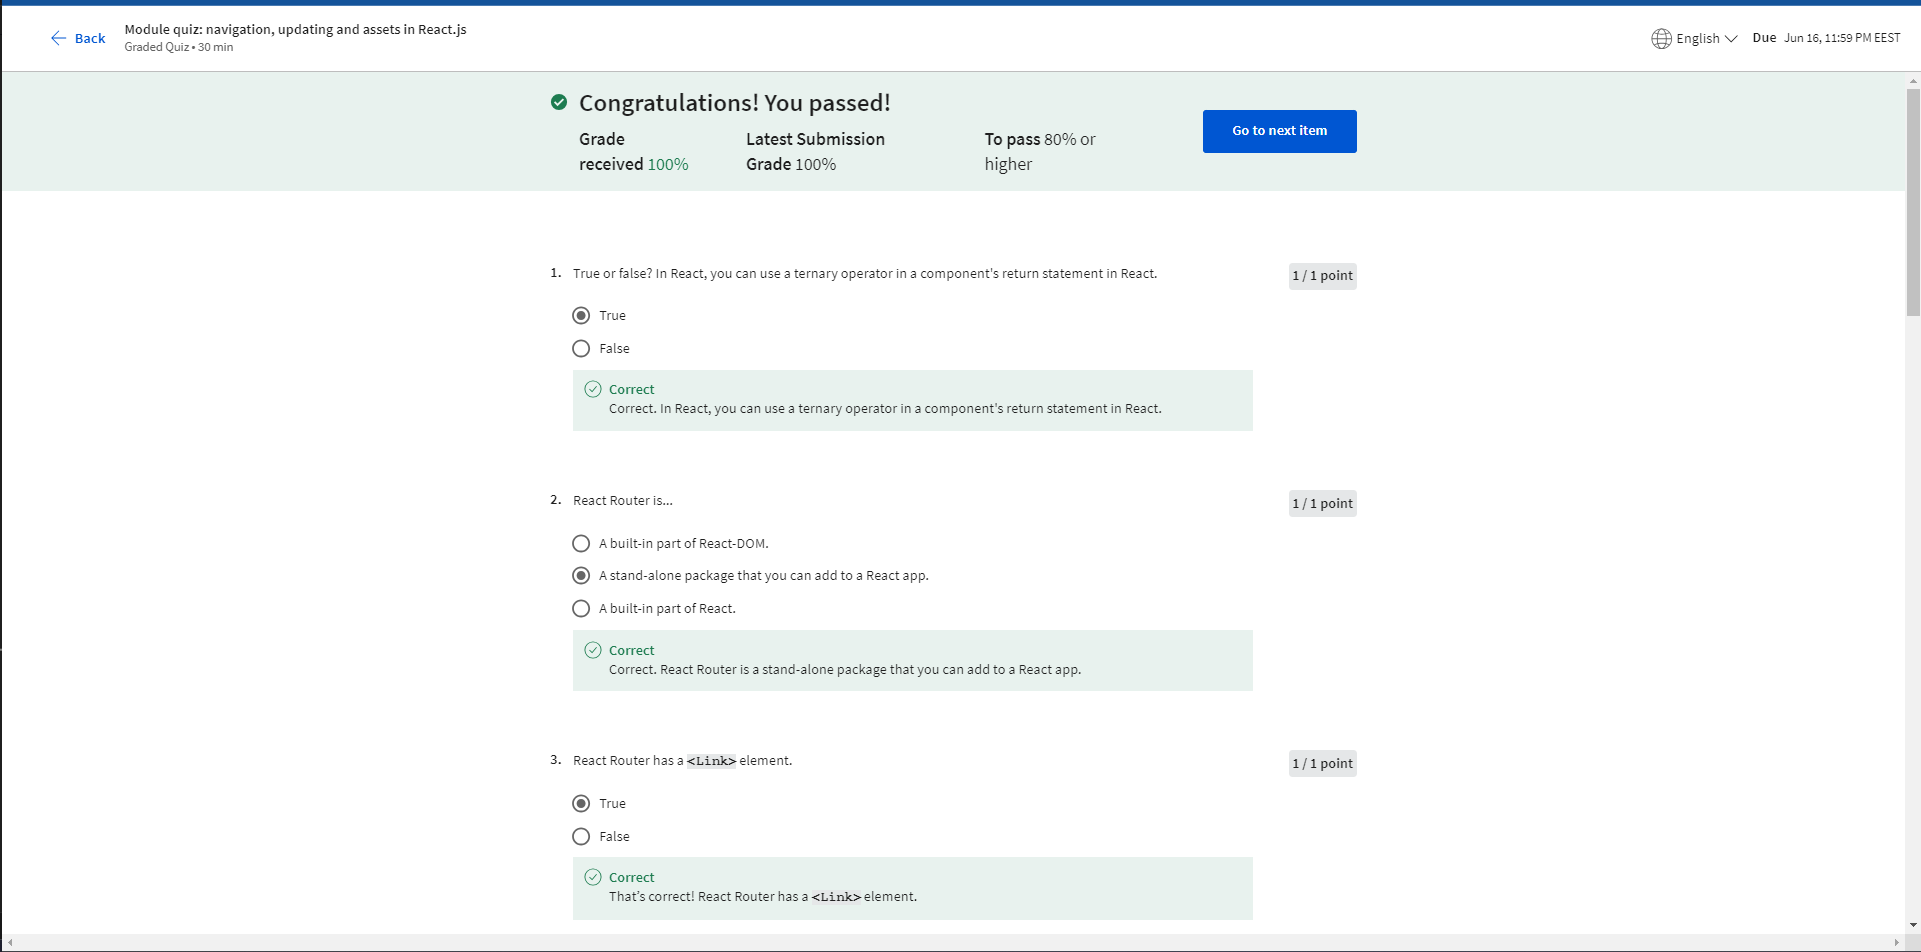 Back
Module quiz: navigation, updating and assets in React.js
Graded Quiz • 30 min
English
Due Jun 16, 11:59 PM EEST
Congratulations! You passed!
Grade
received 100%
Latest Submission
Grade 100%
To pass 80% or
higher
Go to next item
1. True or false? In React, you can use a ternary operator in a component's return statement in React.
1 / 1 point
True
False
Correct
Correct. In React, you can use a ternary operator in a component's return statement in React.
2. React Router is...
1 / 1 point
A built-in part of React-DOM.
A stand-alone package that you can add to a React app.
A built-in part of React.
Correct
Correct. React Router is a stand-alone package that you can add to a React app.
3. React Router has a <Link> element.
1 / 1 point
True
False
Correct
That's correct! React Router has a <Link> element.